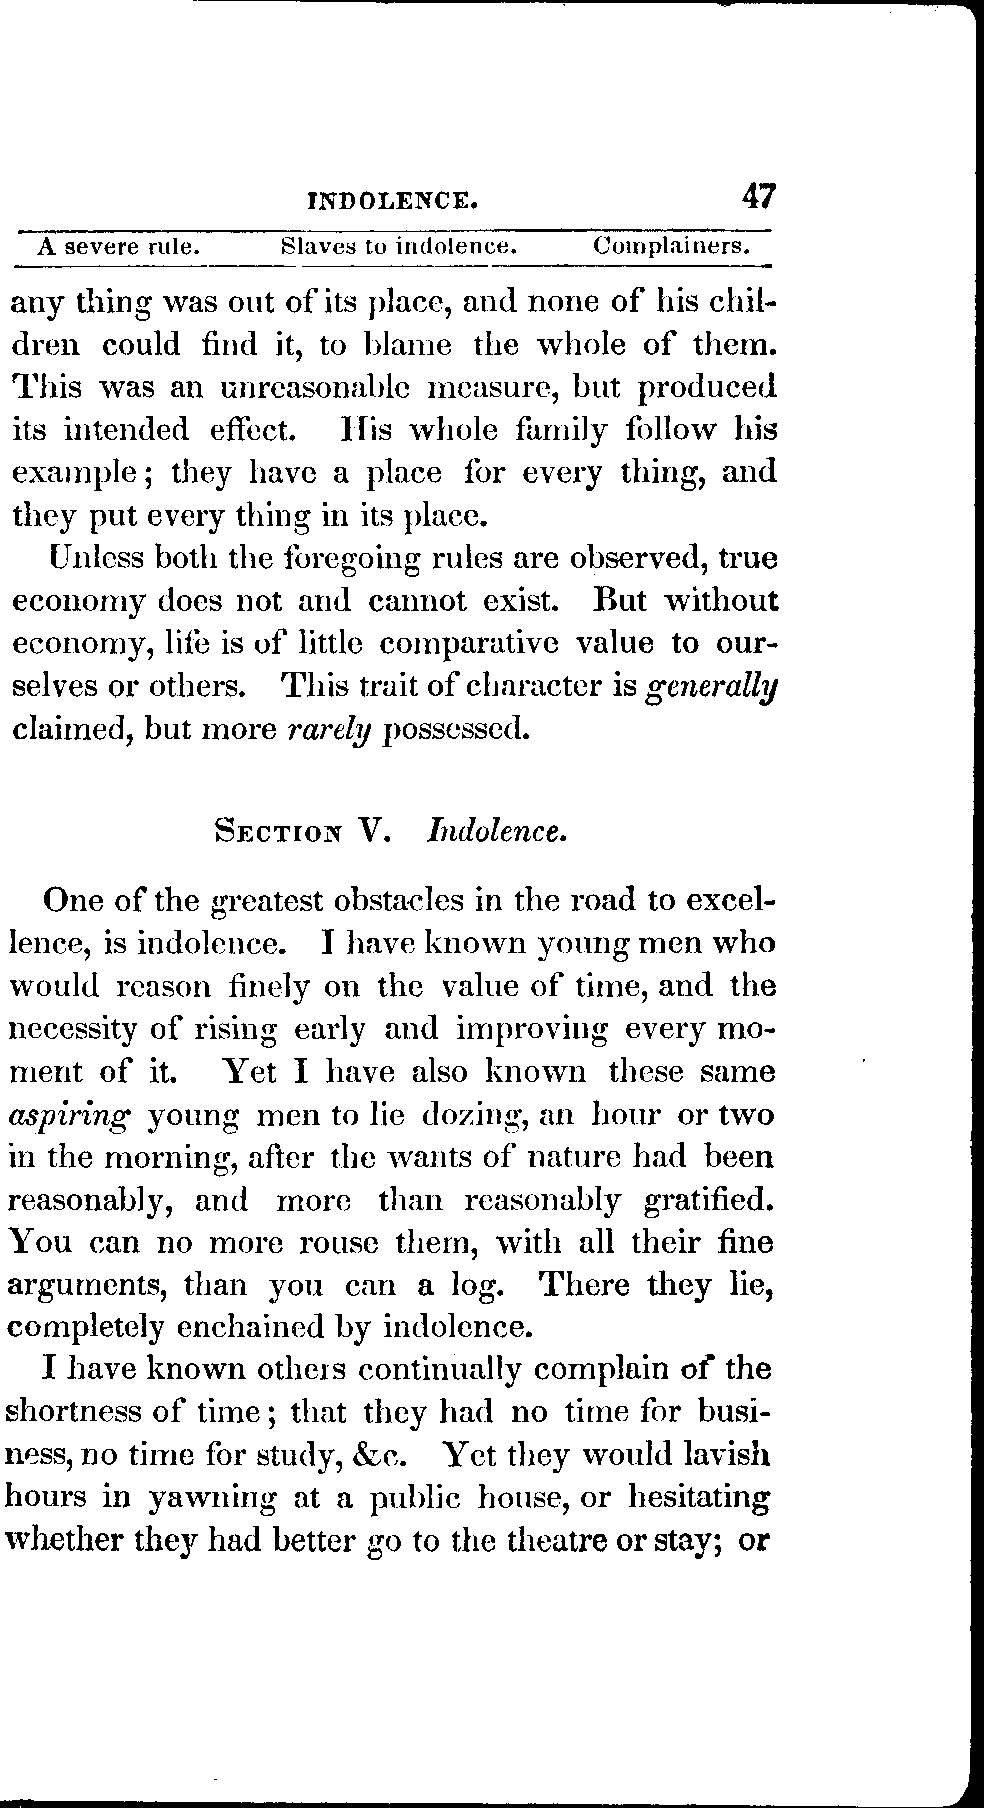 INDOLENCE. 47
A severe rule. Slaves to indolence. Complainers.
any thing was out of its place, and none of his chil-
dren could find it, to blame the whole of them.
This was an unreasonable measure, but produced
its intended effect. His whole family follow his
example; they have a place for every thing, and
they put every thing in its place.
Unless both the foregoing rules are observed, true
economy does not and cannot exist. But without
economy, life is of little comparative value to our-
selves or others. This trait of character is generally
claimed, but more rarely possessed.
SECTION V. Indolence.
One of the greatest obstacles in the road to excel-
lence, is indolence. I have known young men who
would reason finely on the value of time, and the
necessity of rising early and improving every mo-
ment of it. Yet I have also known these same
aspiring young men to lie dozing, an hour or two
in the morning, after the wants of nature had been
reasonably, and more than reasonably gratified.
You can no more rouse them, with all their fine
arguments, than you can a log. There they lie,
completely enchained by indolence.
I have known others continually complain of the
shortness of time; that they had no time for busi-
ness, no time for study, &c. Yet they would lavish
hours in yawning at a public house, or hesitating
whether they had better go to the theatre or stay; or